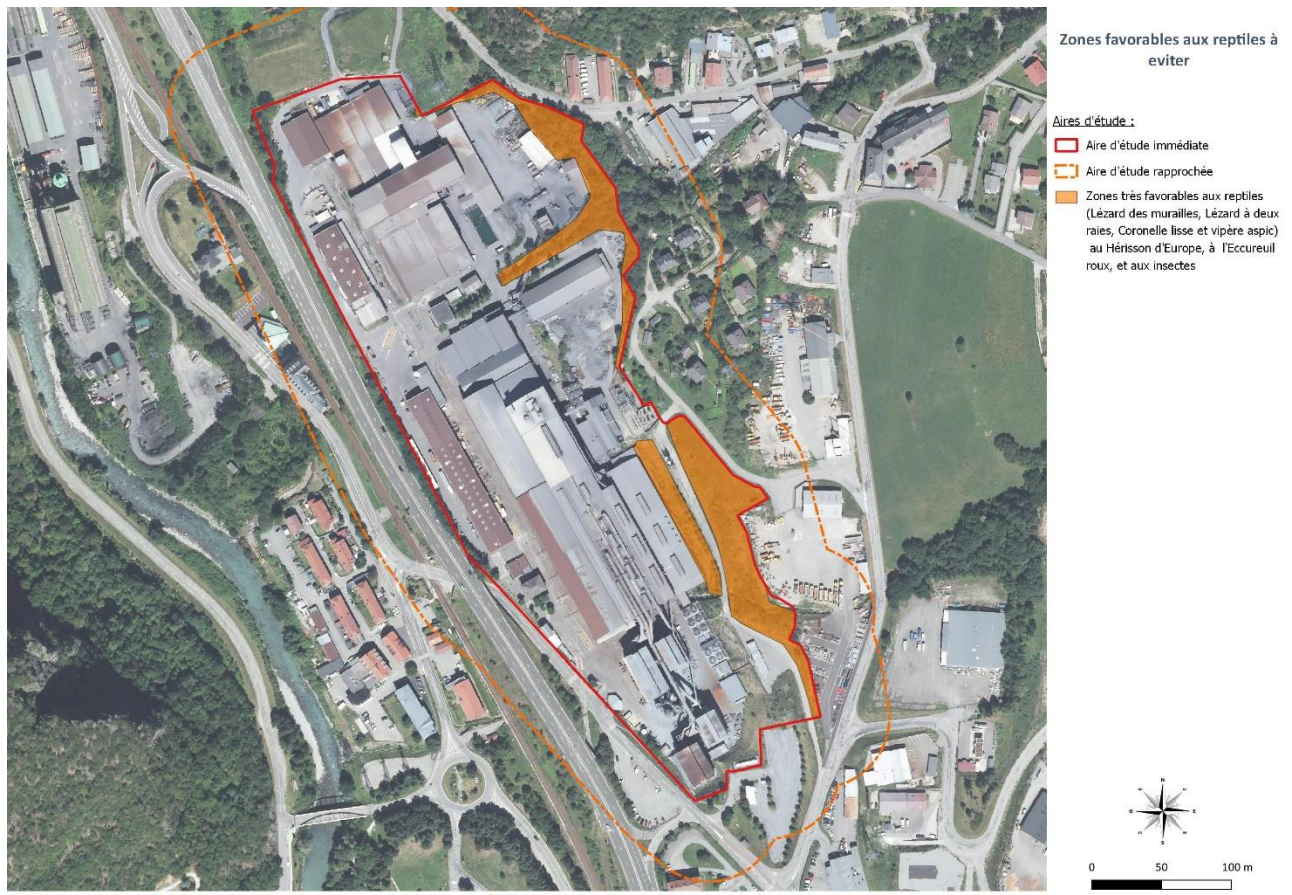 Zones favorables aux reptiles à
eviter
Aires d'étude :
Aire d'étude immédiate
Aire d'étude rapprochée
Zones très favorables aux reptiles
(Lézard des murailles, Lézard à deux
raies, Coronelle lisse et vipère aspic)
au Hérisson d'Europe, à l'Eccureuil
roux, et aux insectes
N
O
E
S
0 50 100 m